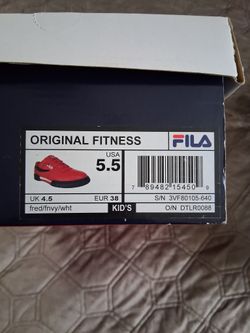 ORIGINAL FITNESS
FILA
USA
5.5
7 89482 15450 9
UK 4.5
EUR 38
S/N 3VF80105-640
fred/fnvy/wht
KID'S
O/N DTLR0088